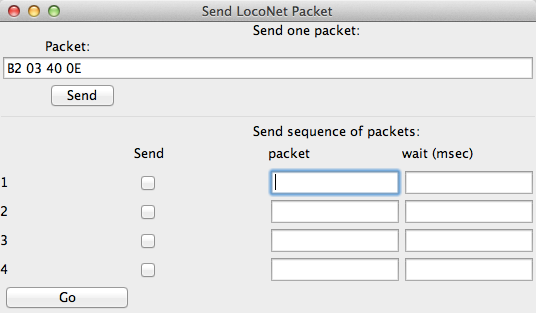 Send LocoNet Packet
Send one packet:
Packet:
B2 03 40 0E
Send
Send sequence of packets:
Send packet wait (msec)
1
2
3
4
Go